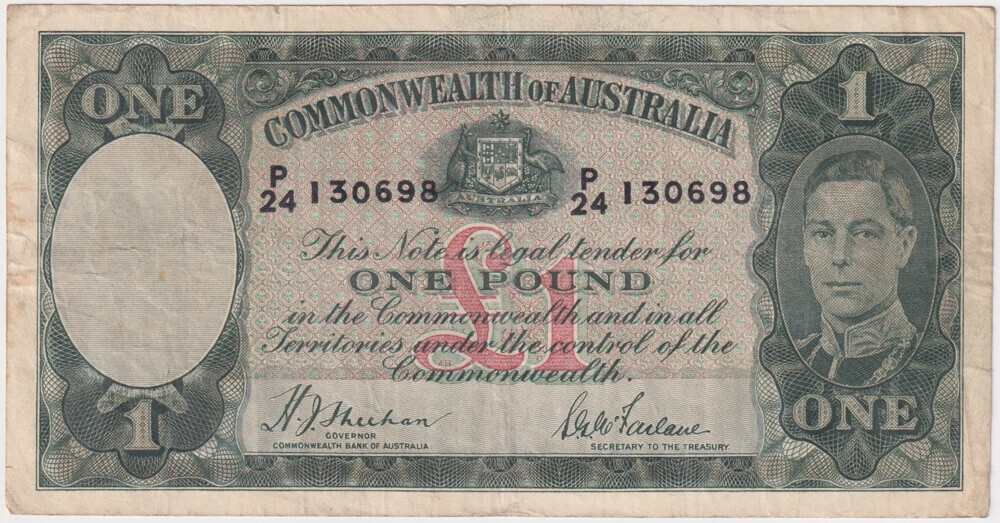 ONE
1
COMMONWEALTH OF AUSTRALIA
AUSTRALIA
P/24 130698
P/24 130698
This Note is legal tender for
ONE POUND
£1
in the Commonwealth and in all
Territories under the control of the
Commonwealth.
H. J. Sheehan
GOVERNOR
COMMONWEALTH BANK OF AUSTRALIA
S. G. McFarlane
SECRETARY TO THE TREASURY
1
ONE